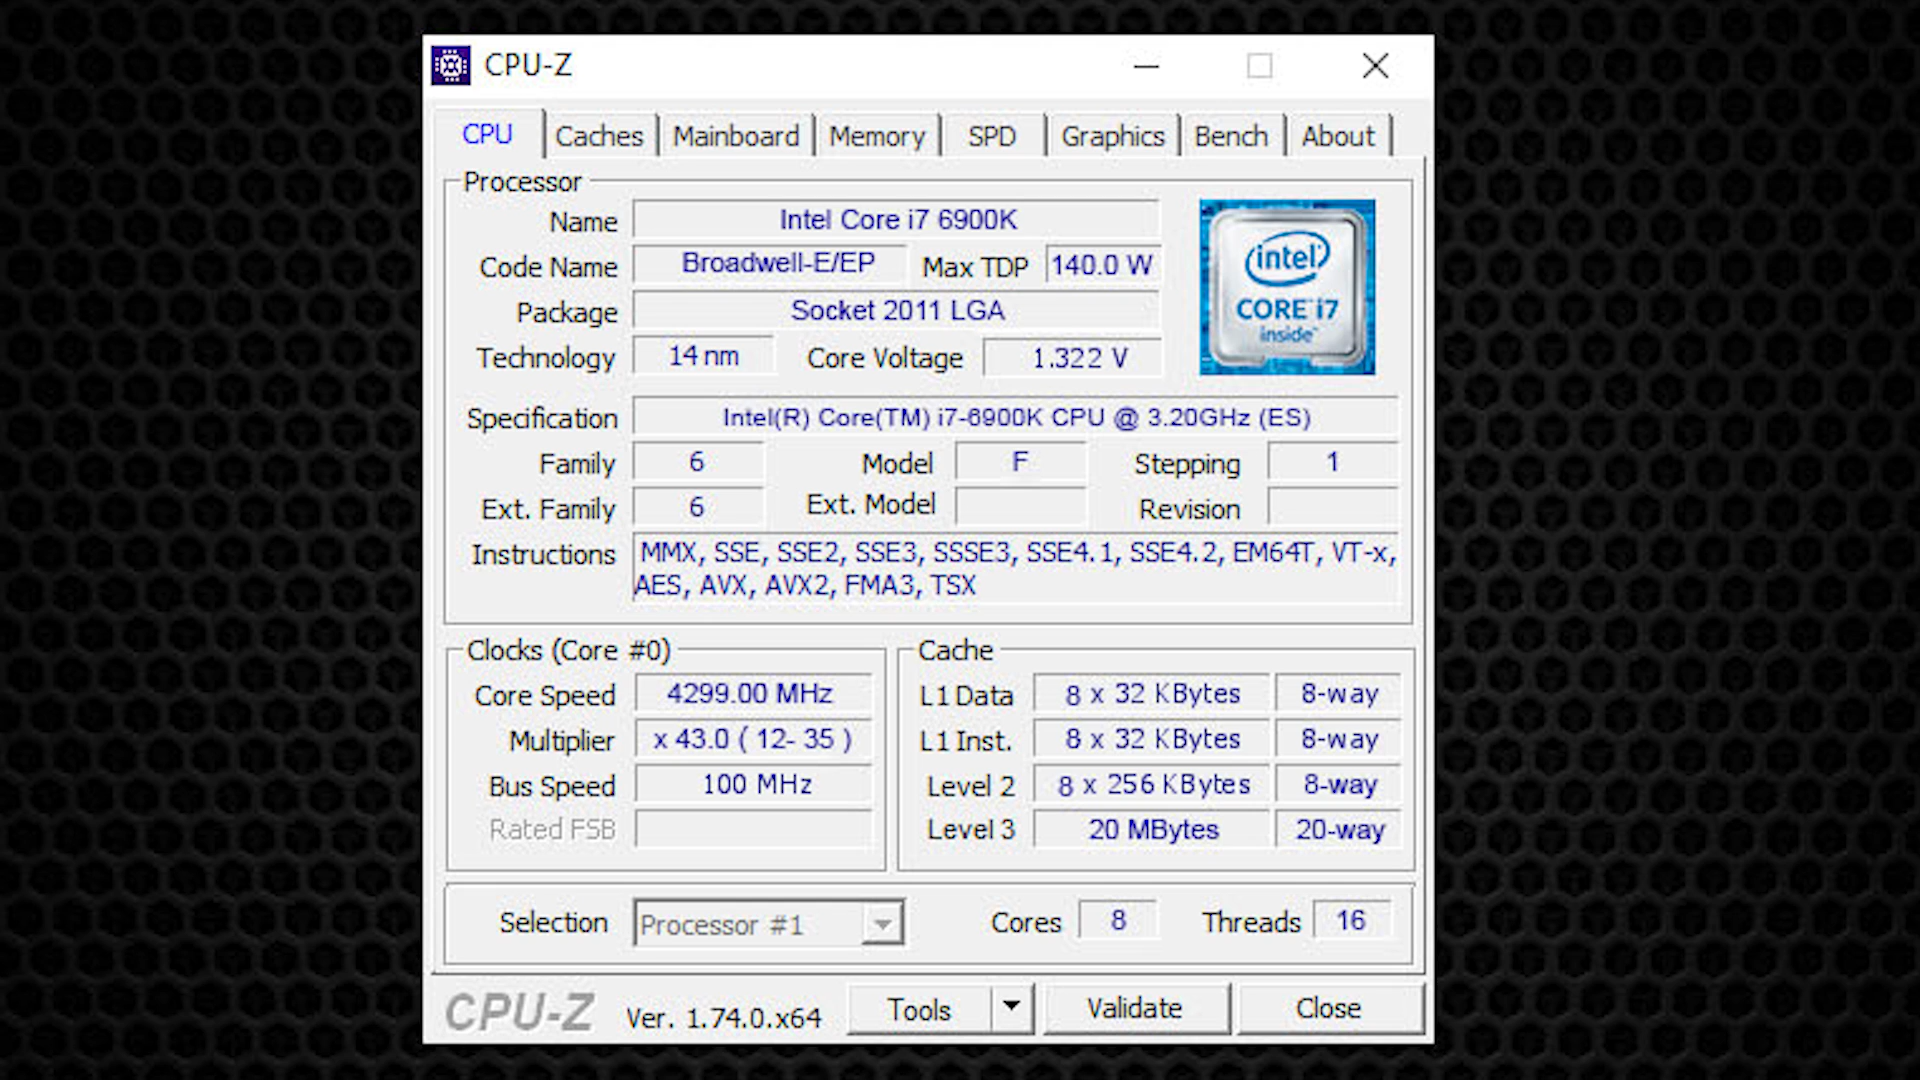 CPU-Z
CPU Caches Mainboard Memory SPD Graphics Bench About
Processor
Name Intel Core i7 6900K
Code Name Broadwell-E/EP Max TDP 140.0 W
Package Socket 2011 LGA
Technology 14 nm Core Voltage 1.322 V
intel
CORE™ i7
inside™
Specification Intel(R) Core(TM) i7-6900K CPU @ 3.20GHz (ES)
Family 6 Model F Stepping 1
Ext. Family 6 Ext. Model Revision
Instructions MMX, SSE, SSE2, SSE3, SSSE3, SSE4.1, SSE4.2, EM64T, VT-x,
AES, AVX, AVX2, FMA3, TSX
Clocks (Core #0)
Core Speed 4299.00 MHz
Multiplier x 43.0 ( 12- 35 )
Bus Speed 100 MHz
Rated FSB
Cache
L1 Data 8 x 32 KBytes 8-way
L1 Inst. 8 x 32 KBytes 8-way
Level 2 8 x 256 KBytes 8-way
Level 3 20 MBytes 20-way
Selection Processor #1 Cores 8 Threads 16
CPU-Z Ver. 1.74.0.x64 Tools Validate Close